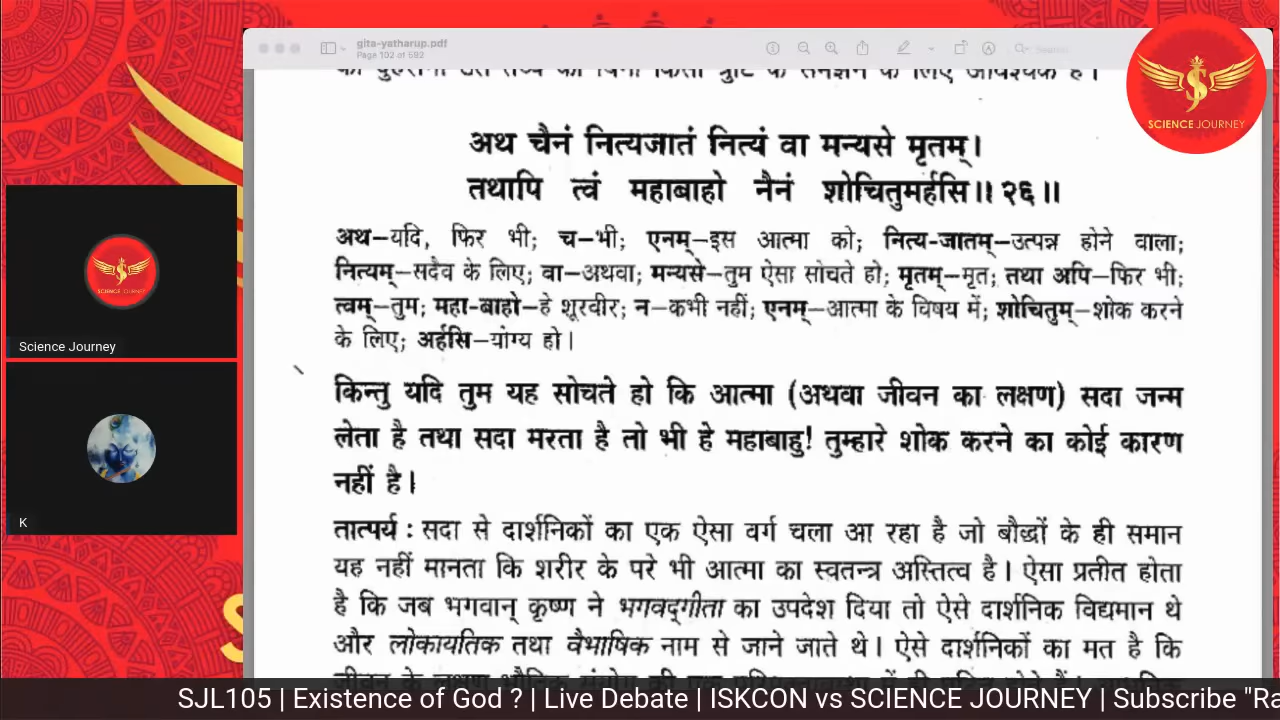 gita-yatharup.pdf
Page 102 of 592
Search
SCIENCE JOURNEY
अथ चैनं नित्यजातं नित्यं वा मन्यसे मृतम्।
तथापि त्वं महाबाहो नैनं शोचितुमर्हसि॥२६॥
अथ–यदि, फिर भी; च–भी; एनम्–इस आत्मा को; नित्य-जातम्–उत्पन्न होने वाला;
नित्यम्–सदैव के लिए; वा–अथवा; मन्यसे–तुम ऐसा सोचते हो; मृतम्–मृत; तथा अपि–फिर भी;
त्वम्–तुम; महा-बाहो–हे शूरवीर; न–कभी नहीं; एनम्–आत्मा के विषय में; शोचितुम्–शोक करने
के लिए; अर्हसि–योग्य हो।
किन्तु यदि तुम यह सोचते हो कि आत्मा (अथवा जीवन का लक्षण) सदा जन्म
लेता है तथा सदा मरता है तो भी हे महाबाहु! तुम्हारे शोक करने का कोई कारण
नहीं है।
तात्पर्य : सदा से दार्शनिकों का एक ऐसा वर्ग चला आ रहा है जो बौद्धों के ही समान
यह नहीं मानता कि शरीर के परे भी आत्मा का स्वतन्त्र अस्तित्व है। ऐसा प्रतीत होता
है कि जब भगवान् कृष्ण ने भगवद्गीता का उपदेश दिया तो ऐसे दार्शनिक विद्यमान थे
और लोकायतिक तथा वैभाषिक नाम से जाने जाते थे। ऐसे दार्शनिकों का मत है कि
SCIENCE JOURNEY
Science Journey
K
SJL105 | Existence of God ? | Live Debate | ISKCON vs SCIENCE JOURNEY | Subscribe "Ra